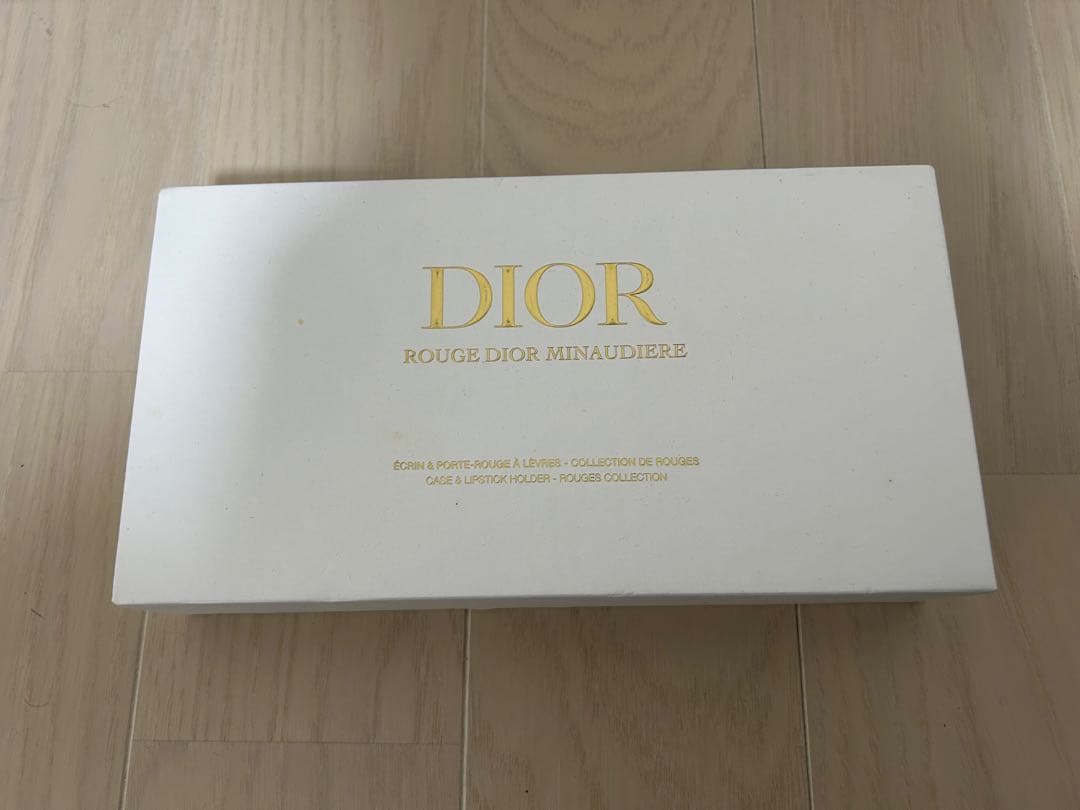 DIOR
ROUGE DIOR MINAUDIERE
ÉCRIN & PORTE-ROUGE À LÈVRES - COLLECTION DE ROUGES
CASE & LIPSTICK HOLDER - ROUGES COLLECTION